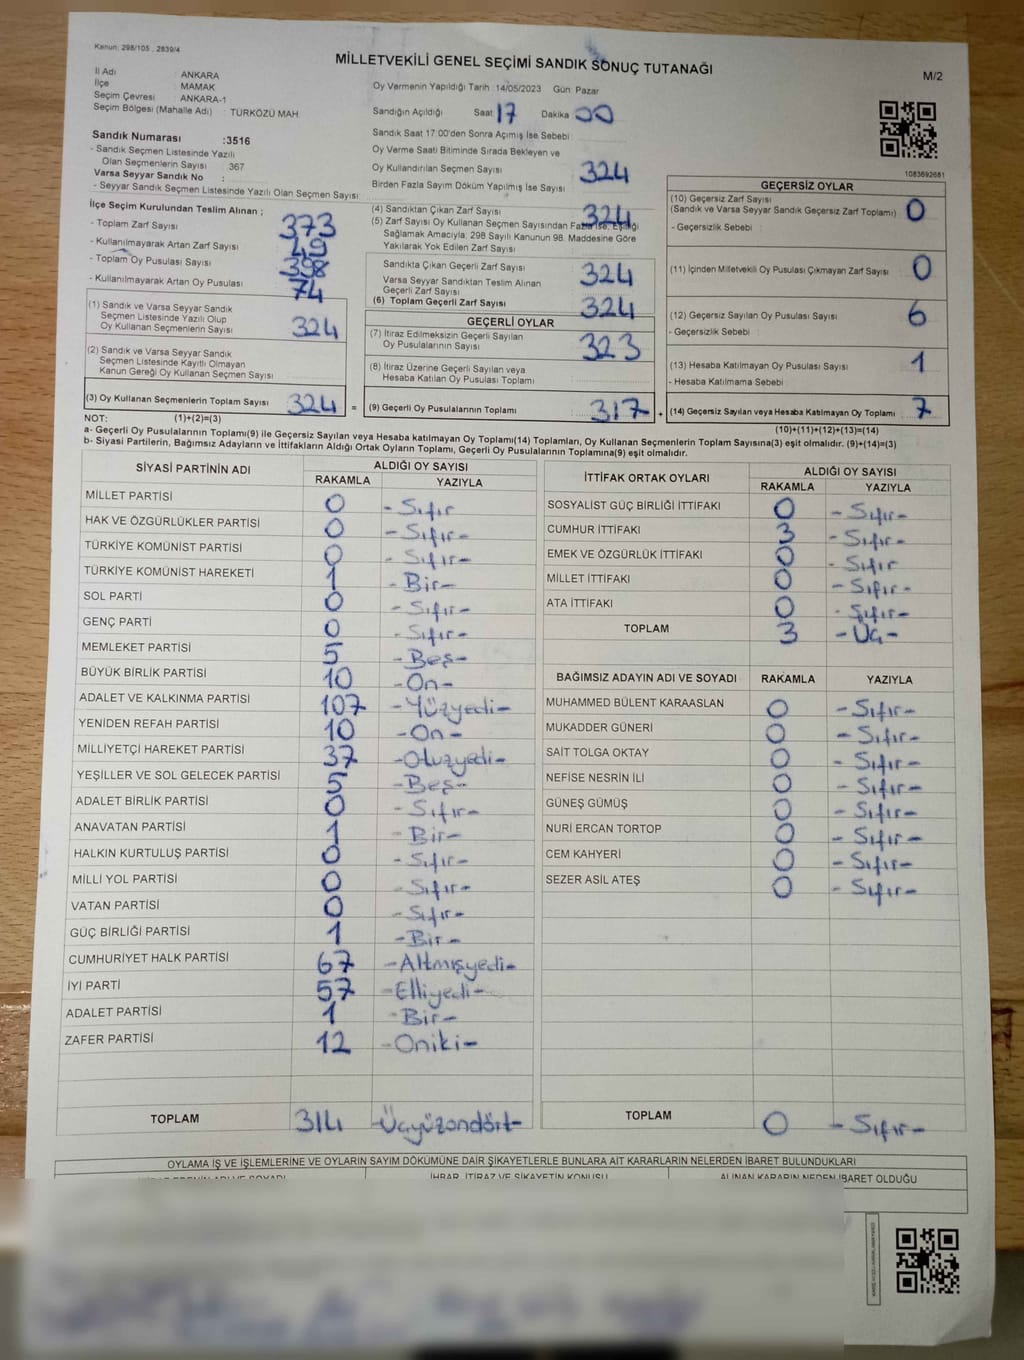 Kanun: 298/105 , 2839/4
MİLLETVEKİLİ GENEL SEÇİMİ SANDIK SONUÇ TUTANAĞI
M/2
İl Adı : ANKARA
İlçe : MAMAK
Seçim Çevresi : ANKARA-1
Seçim Bölgesi (Mahalle Adı) : TÜRKÖZÜ MAH
Sandık Numarası :3516
- Sandık Seçmen Listesinde Yazılı
Olan Seçmenlerin Sayısı : 367
Varsa Seyyar Sandık No :
- Seyyar Sandık Seçmen Listesinde Yazılı Olan Seçmen Sayısı
İlçe Seçim Kurulundan Teslim Alınan ;
- Toplam Zarf Sayısı 373
- Kullanılmayarak Artan Zarf Sayısı 49
- Toplam Oy Pusulası Sayısı 398
- Kullanılmayarak Artan Oy Pusulası 74
(1) Sandık ve Varsa Seyyar Sandık
Seçmen Listesinde Yazılı Olup
Oy Kullanan Seçmenlerin Sayısı 324
(2) Sandık ve Varsa Seyyar Sandık
Seçmen Listesinde Kayıtlı Olmayan
Kanun Gereği Oy Kullanan Seçmen Sayısı
(3) Oy Kullanan Seçmenlerin Toplam Sayısı 324 =
Oy Vermenin Yapıldığı Tarih :14/05/2023 Gün: Pazar
Sandığın Açıldığı Saat 17 Dakika 00
Sandık Saat 17.00'den Sonra Açılmış İse Sebebi
Oy Verme Saati Bitiminde Sırada Bekleyen ve
Oy Kullandırılan Seçmen Sayısı 324
Birden Fazla Sayım Döküm Yapılmış İse Sayısı
(4) Sandıktan Çıkan Zarf Sayısı 324
(5) Zarf Sayısı Oy Kullanan Seçmen Sayısından Fazla İse, Eşitliği
Sağlamak Amacıyla, 298 Sayılı Kanunun 98. Maddesine Göre
Yakılarak Yok Edilen Zarf Sayısı
Sandıkta Çıkan Geçerli Zarf Sayısı 324
Varsa Seyyar Sandıktan Teslim Alınan
Geçerli Zarf Sayısı
(6) Toplam Geçerli Zarf Sayısı 324
GEÇERLİ OYLAR
(7) İtiraz Edilmeksizin Geçerli Sayılan
Oy Pusulalarının Sayısı 323
(8) İtiraz Üzerine Geçerli Sayılan veya
Hesaba Katılan Oy Pusulası Toplamı
(9) Geçerli Oy Pusulalarının Toplamı : 317 +
1083692681
GEÇERSİZ OYLAR
(10) Geçersiz Zarf Sayısı
(Sandık ve Varsa Seyyar Sandık Geçersiz Zarf Toplamı) 0
- Geçersizlik Sebebi :
(11) İçinden Milletvekili Oy Pusulası Çıkmayan Zarf Sayısı 0
(12) Geçersiz Sayılan Oy Pusulası Sayısı 6
- Geçersizlik Sebebi
(13) Hesaba Katılmayan Oy Pusulası Sayısı 1
- Hesaba Katılmama Sebebi
(14) Geçersiz Sayılan veya Hesaba Katılmayan Oy Toplamı 7
NOT: (1)+(2)=(3) (10)+(11)+(12)+(13)=(14)
a- Geçerli Oy Pusulalarının Toplamı(9) ile Geçersiz Sayılan veya Hesaba katılmayan Oy Toplamı(14) Toplamları, Oy Kullanan Seçmenlerin Toplam Sayısına(3) eşit olmalıdır. (9)+(14)=(3)
b- Siyasi Partilerin, Bağımsız Adayların ve İttifakların Aldığı Ortak Oyların Toplamı, Geçerli Oy Pusulalarının Toplamına(9) eşit olmalıdır.
SİYASİ PARTİNİN ADI ALDIĞI OY SAYISI
RAKAMLA YAZIYLA
MİLLET PARTİSİ 0 -Sıfır
HAK VE ÖZGÜRLÜKLER PARTİSİ 0 -Sıfır-
TÜRKİYE KOMÜNİST PARTİSİ 0 -Sıfır-
TÜRKİYE KOMÜNİST HAREKETİ 1 -Bir-
SOL PARTİ 0 -Sıfır-
GENÇ PARTİ 0 -Sıfır-
MEMLEKET PARTİSİ 5 -Beş-
BÜYÜK BİRLİK PARTİSİ 10 -On-
ADALET VE KALKINMA PARTİSİ 107 -Yüzyedi-
YENİDEN REFAH PARTİSİ 10 -On-
MİLLİYETÇİ HAREKET PARTİSİ 37 -Otuzyedi-
YEŞİLLER VE SOL GELECEK PARTİSİ 5 -Beş-
ADALET BİRLİK PARTİSİ 0 -Sıfır-
ANAVATAN PARTİSİ 1 -Bir-
HALKIN KURTULUŞ PARTİSİ 0 -Sıfır-
MİLLİ YOL PARTİSİ 0 -Sıfır-
VATAN PARTİSİ 0 -Sıfır-
GÜÇ BİRLİĞİ PARTİSİ 1 -Bir-
CUMHURİYET HALK PARTİSİ 67 -Altmışyedi-
İYİ PARTİ 57 -Elliyedi-
ADALET PARTİSİ 1 -Bir-
ZAFER PARTİSİ 12 -Oniki-
TOPLAM 314 -Üçyüzondört-
İTTİFAK ORTAK OYLARI ALDIĞI OY SAYISI
RAKAMLA YAZIYLA
SOSYALİST GÜÇ BİRLİĞİ İTTİFAKI 0 -Sıfır-
CUMHUR İTTİFAKI 3 -Sıfır-
EMEK VE ÖZGÜRLÜK İTTİFAKI 0 -Sıfır
MİLLET İTTİFAKI 0 -Sıfır-
ATA İTTİFAKI 0 -Sıfır-
TOPLAM 3 -Üç-
BAĞIMSIZ ADAYIN ADI VE SOYADI RAKAMLA YAZIYLA
MUHAMMED BÜLENT KARAASLAN 0 -Sıfır-
MUKADDER GÜNERİ 0 -Sıfır-
SAİT TOLGA OKTAY 0 -Sıfır-
NEFİSE NESRİN İLİ 0 -Sıfır-
GÜNEŞ GÜMÜŞ 0 -Sıfır-
NURİ ERCAN TORTOP 0 -Sıfır-
CEM KAHYERİ 0 -Sıfır-
SEZER ASİL ATEŞ 0 -Sıfır-
TOPLAM 0 -Sıfır-
OYLAMA İŞ VE İŞLEMLERİNE VE OYLARIN SAYIM DÖKÜMÜNE DAİR ŞİKAYETLERLE BUNLARA AİT KARARLARIN NELERDEN İBARET BULUNDUKLARI
İHBAR, İTİRAZ VE ŞİKAYETİN KONUSU ALINAN KARARIN NEDEN İBARET OLDUĞU